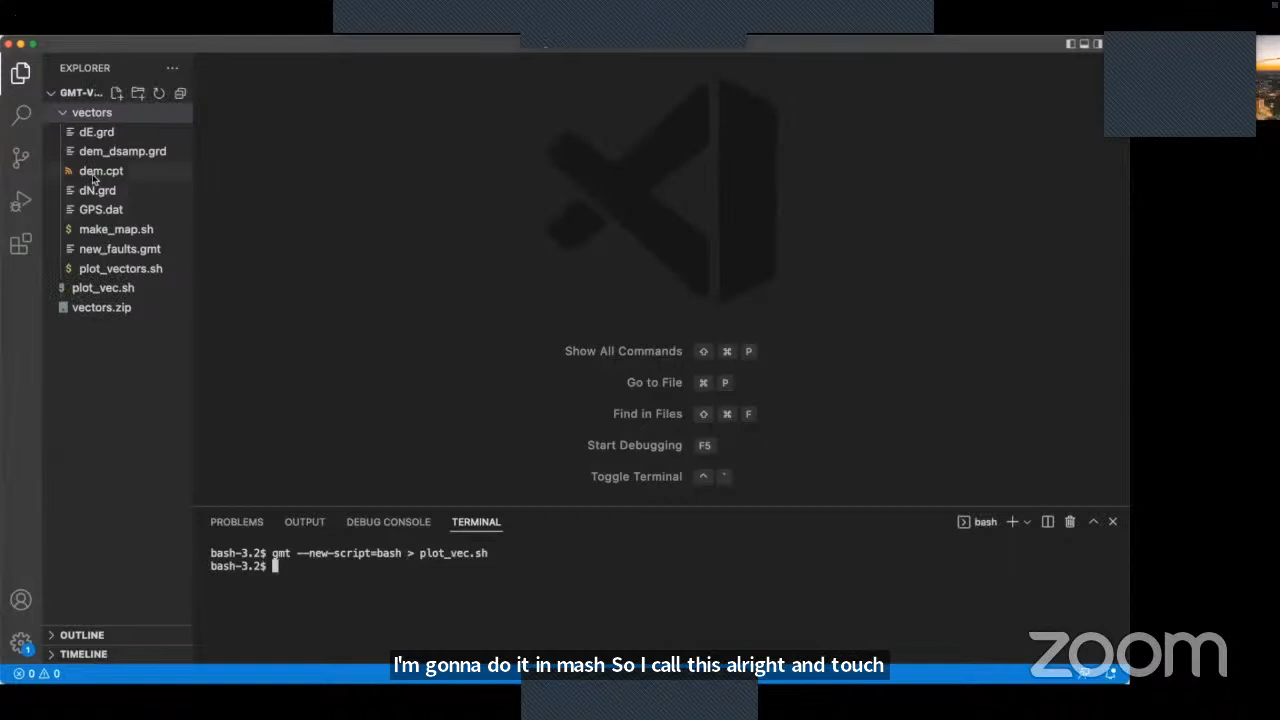 EXPLORER
GMT-V...
vectors
dE.grd
dem_dsamp.grd
dem.cpt
dN.grd
GPS.dat
$ make_map.sh
new_faults.gmt
$ plot_vectors.sh
$ plot_vec.sh
vectors.zip
Show All Commands ⇧ ⌘ P
Go to File ⌘ P
Find in Files ⇧ ⌘ F
Start Debugging F5
Toggle Terminal ^ `
PROBLEMS OUTPUT DEBUG CONSOLE TERMINAL
bash
bash-3.2$ gmt --new-script=bash > plot_vec.sh
bash-3.2$
OUTLINE
TIMELINE
1
0 0
I'm gonna do it in mash So I call this alright and touch
zoom